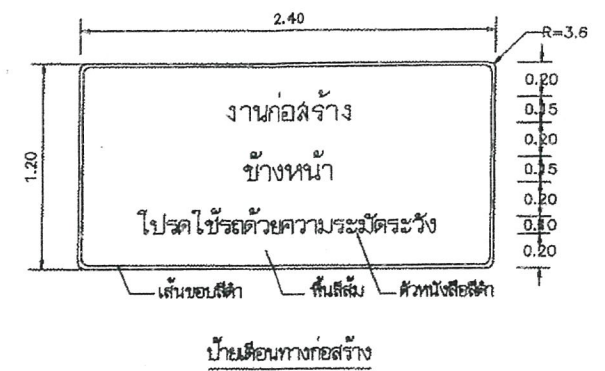 2.40
R=3.6
1.20
0.20
0.15
0.20
0.15
0.20
0.10
0.20
งานก่อสร้าง
ข้างหน้า
โปรดใช้รถด้วยความระมัดระวัง
เส้นขอบสีดำ
พื้นสีส้ม
ตัวหนังสือสีดำ
ป้ายเตือนทางก่อสร้าง